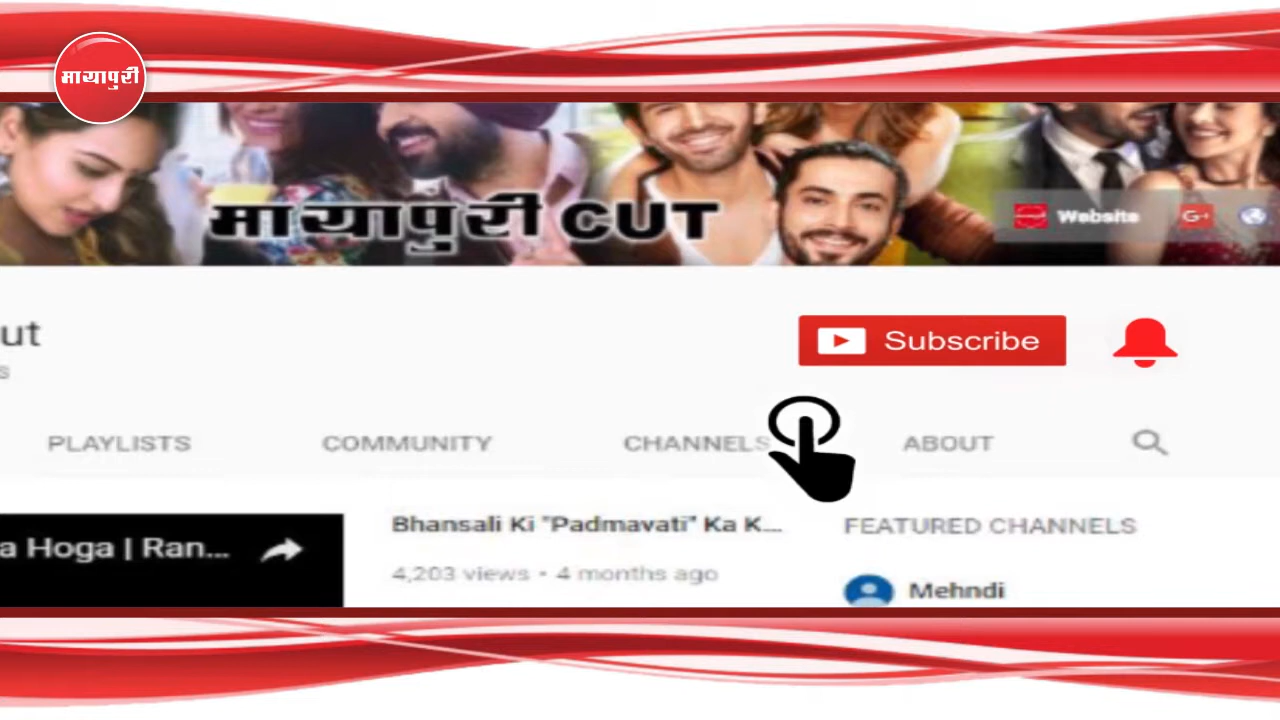 मायापुरी
मायापुरी CUT
Website
G+
ut
s
Subscribe
PLAYLISTS COMMUNITY CHANNELS ABOUT
a Hoga | Ran...
Bhansali Ki "Padmavati" Ka K...
4,203 views • 4 months ago
FEATURED CHANNELS
Mehndi